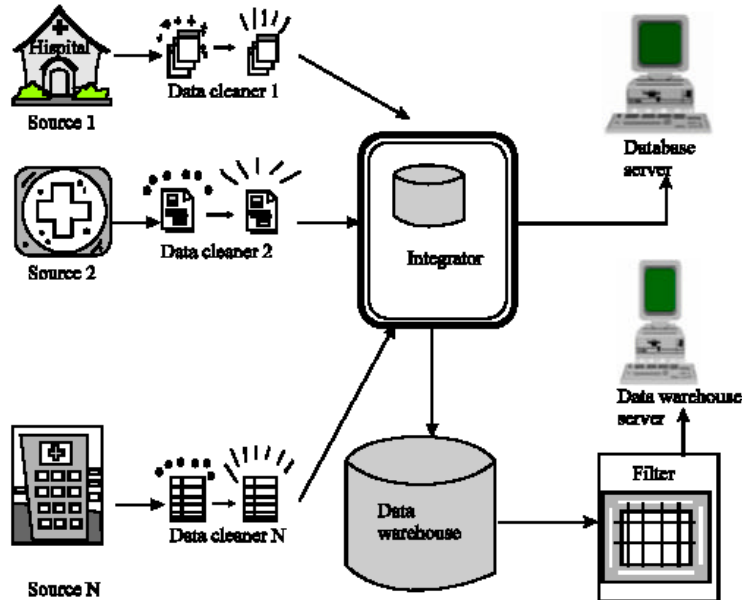 Hispital
Data cleaner 1
Source 1
Database
server
Data cleaner 2
Source 2
Integrator
Data warehouse
server
Filter
Data
warehouse
Data cleaner N
Source N